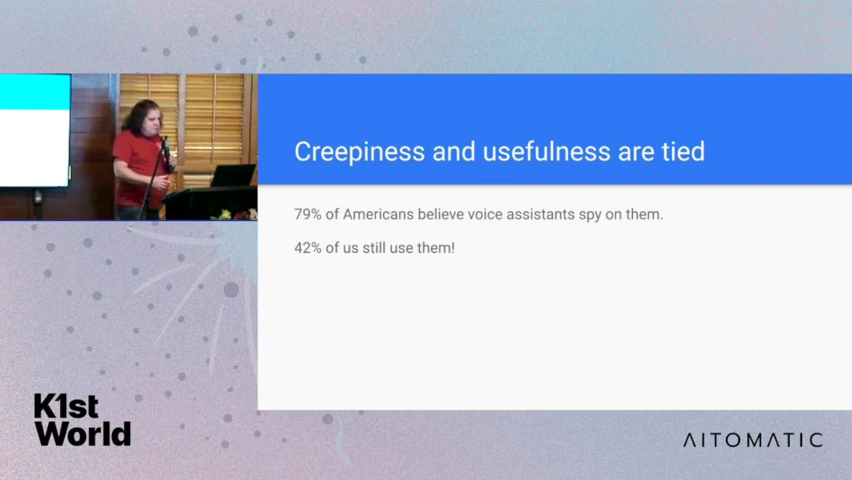 Creepiness and usefulness are tied
79% of Americans believe voice assistants spy on them.
42% of us still use them!
K1st
World
AITOMATIC